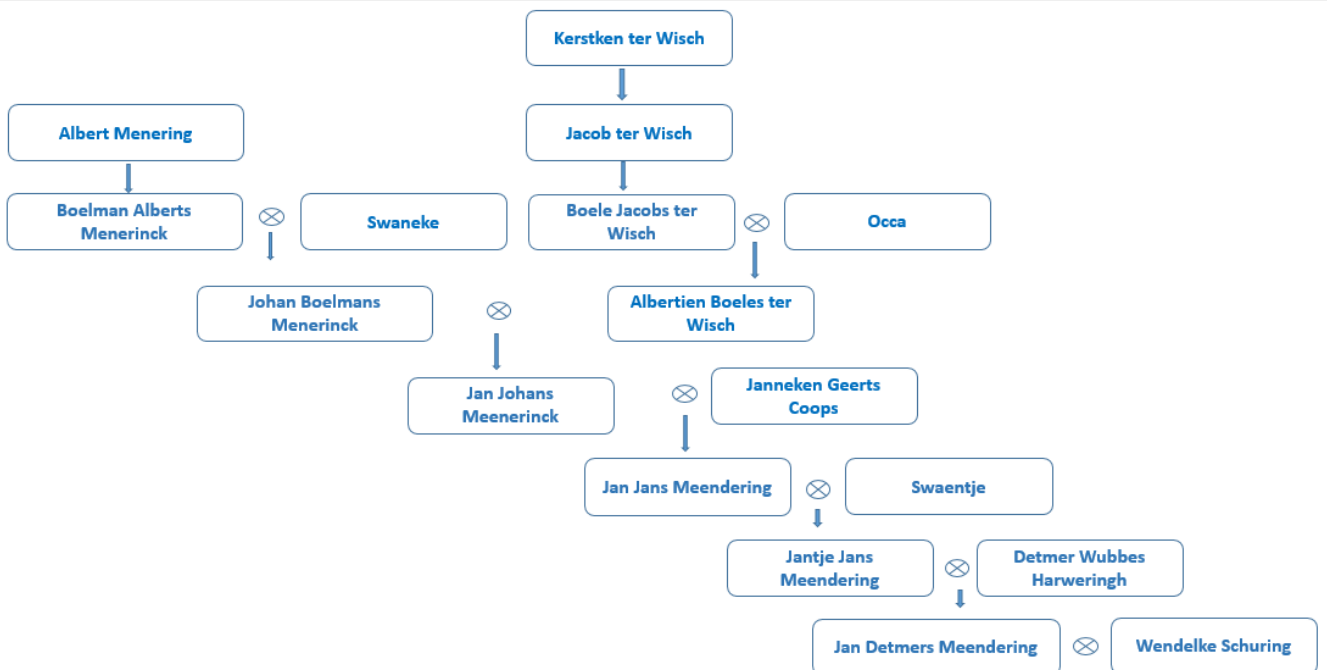 Kerstken ter Wisch
Albert Menering
Jacob ter Wisch
Boelman Alberts
Menerinck
Swaneke
Boele Jacobs ter
Wisch
Occa
Johan Boelmans
Menerinck
Albertien Boeles ter
Wisch
Jan Johans
Meenerinck
Janneken Geerts
Coops
Jan Jans Meendering
Swaentje
Jantje Jans
Meendering
Detmer Wubbes
Harweringh
Jan Detmers Meendering
Wendelke Schuring